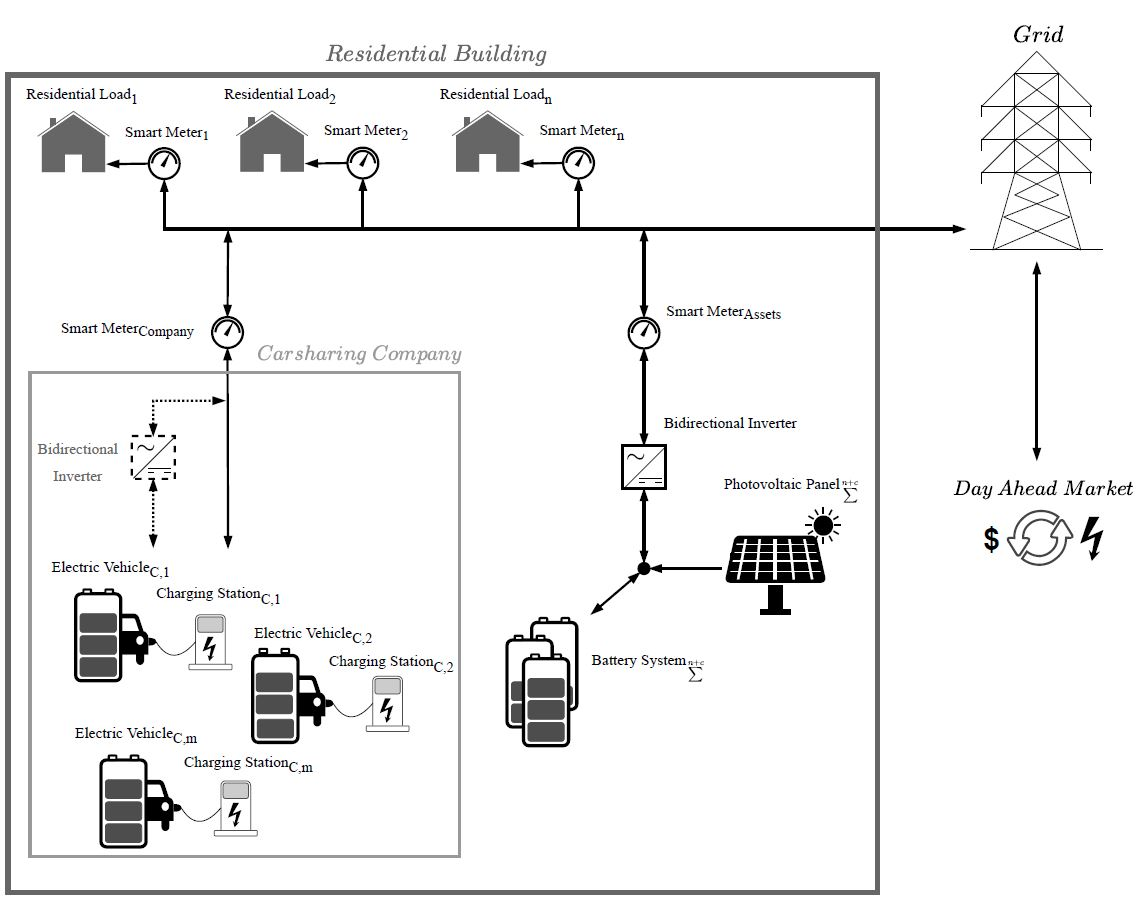 Grid
Residential Building
Residential Load1
Residential Load2
Residential Loadn
Smart Meter1
Smart Meter2
Smart Metern
Smart MeterCompany
Smart MeterAssets
Carsharing Company
Bidirectional
Inverter
Bidirectional Inverter
Photovoltaic Panel n+c ∑
Day Ahead Market
$
Electric VehicleC,1
Charging StationC,1
Electric VehicleC,2
Charging StationC,2
Battery System n+c ∑
Electric VehicleC,m
Charging StationC,m